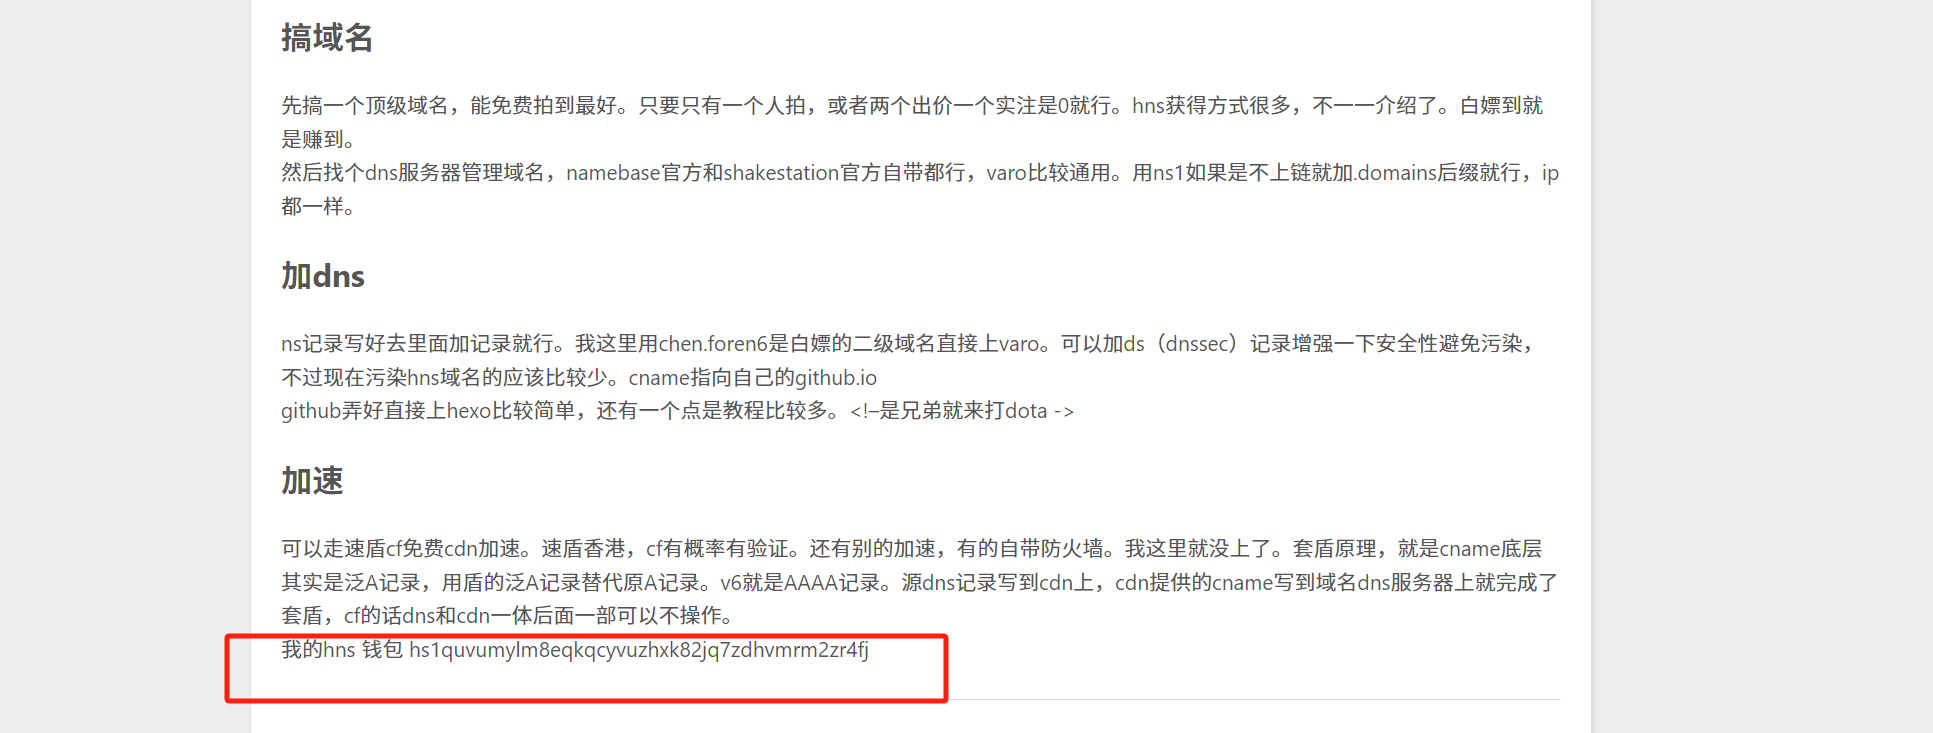 搞域名
先搞一个顶级域名，能免费拍到最好。只要只有一个人拍，或者两个出价一个实注是0就行。hns获得方式很多，不一一介绍了。白嫖到就
是赚到。
然后找个dns服务器管理域名，namebase官方和shakestation官方自带都行，varo比较通用。用ns1如果是不上链就加.domains后缀就行，ip
都一样。
加dns
ns记录写好去里面加记录就行。我这里用chen.foren6是白嫖的二级域名直接上varo。可以加ds（dnssec）记录增强一下安全性避免污染，
不过现在污染hns域名的应该比较少。cname指向自己的github.io
github弄好直接上hexo比较简单，还有一个点是教程比较多。<!–是兄弟就来打dota ->
加速
可以走速盾cf免费cdn加速。速盾香港，cf有概率有验证。还有别的加速，有的自带防火墙。我这里就没上了。套盾原理，就是cname底层
其实是泛A记录，用盾的泛A记录替代原A记录。v6就是AAAA记录。源dns记录写到cdn上，cdn提供的cname写到域名dns服务器上就完成了
套盾，cf的话dns和cdn一体后面一部可以不操作。
我的hns 钱包 hs1quvumylm8eqkqcyvuzhxk82jq7zdhvmrm2zr4fj